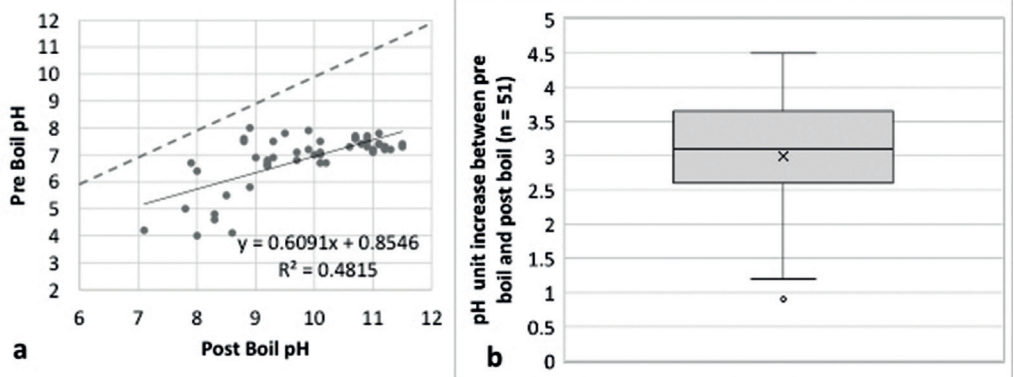 12
11
10
9
8
7
6
5
4
3
2
Pre Boil pH
y = 0.6091x + 0.8546
R² = 0.4815
6 7 8 9 10 11 12
Post Boil pH
a
5
4.5
4
3.5
3
2.5
2
1.5
1
0.5
0
pH unit increase between pre
boil and post boil (n = 51)
b